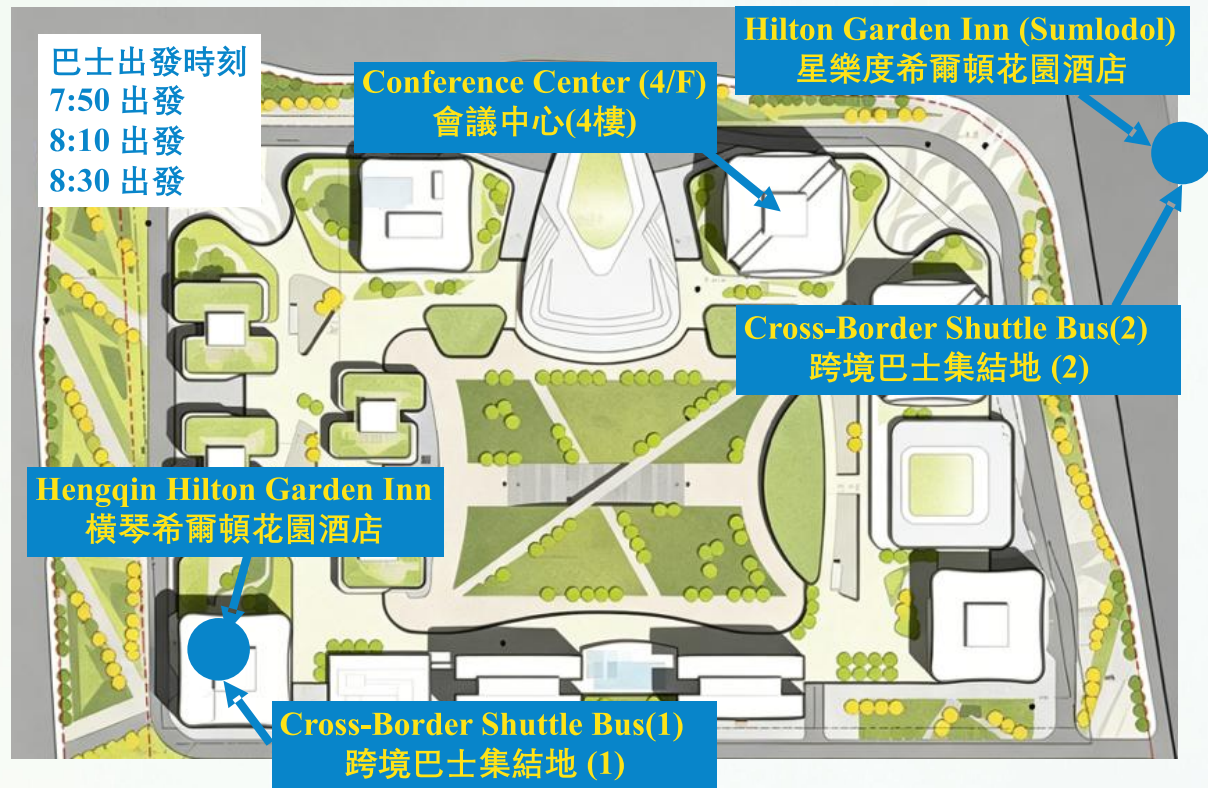 巴士出發時刻
7:50 出發
8:10 出發
8:30 出發
Conference Center (4/F)
會議中心(4樓)
Hilton Garden Inn (Sumlodol)
星樂度希爾頓花園酒店
Cross-Border Shuttle Bus(2)
跨境巴士集結地 (2)
Hengqin Hilton Garden Inn
橫琴希爾頓花園酒店
Cross-Border Shuttle Bus(1)
跨境巴士集結地 (1)